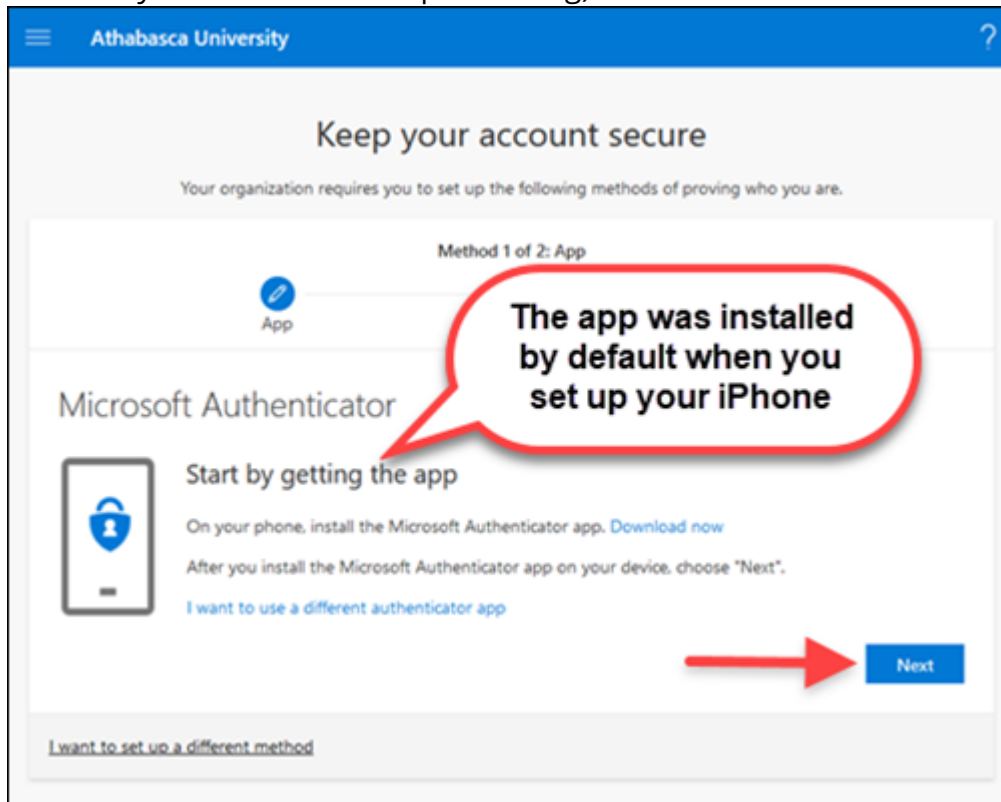 Athabasca University
?
Keep your account secure
Your organization requires you to set up the following methods of proving who you are.
Method 1 of 2: App
App
The app was installed
by default when you
set up your iPhone
Microsoft Authenticator
Start by getting the app
On your phone, install the Microsoft Authenticator app. Download now
After you install the Microsoft Authenticator app on your device, choose "Next".
I want to use a different authenticator app
Next
I want to set up a different method